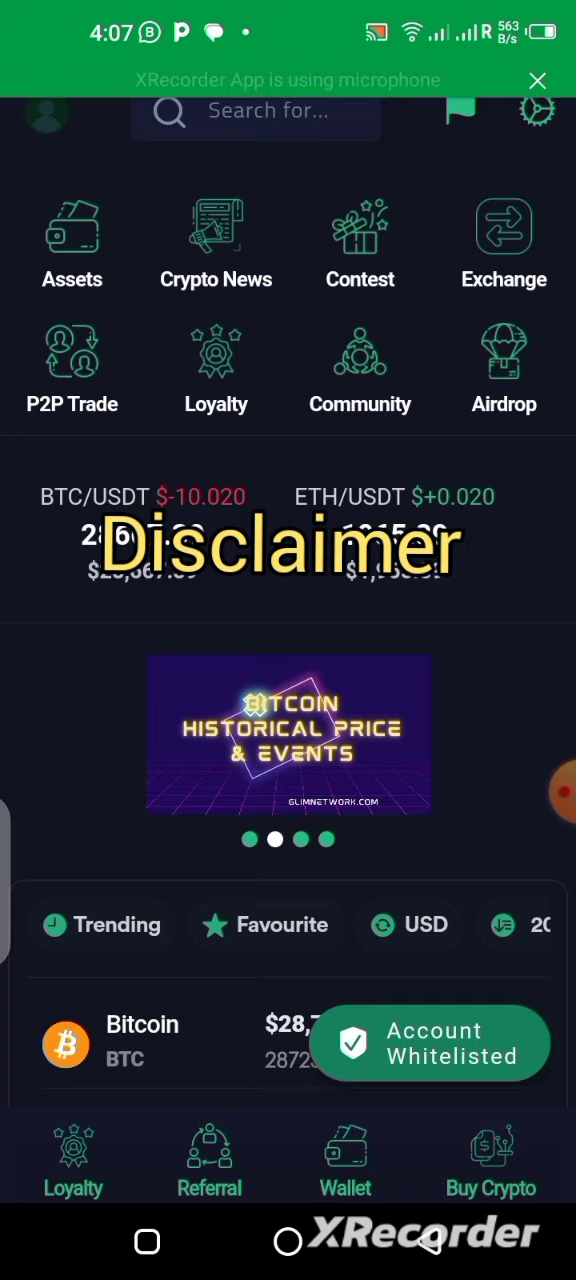 4:07
R 563 B/s
XRecorder App is using microphone
Search for...
Assets
Crypto News
Contest
Exchange
P2P Trade
Loyalty
Community
Airdrop
BTC/USDT $-10.020
ETH/USDT $+0.020
Disclaimer
BITCOIN
HISTORICAL PRICE
& EVENTS
GLIMNETWORK.COM
Trending
Favourite
USD
Bitcoin
BTC
Account
Whitelisted
Loyalty
Referral
Wallet
Buy Crypto
XRecorder